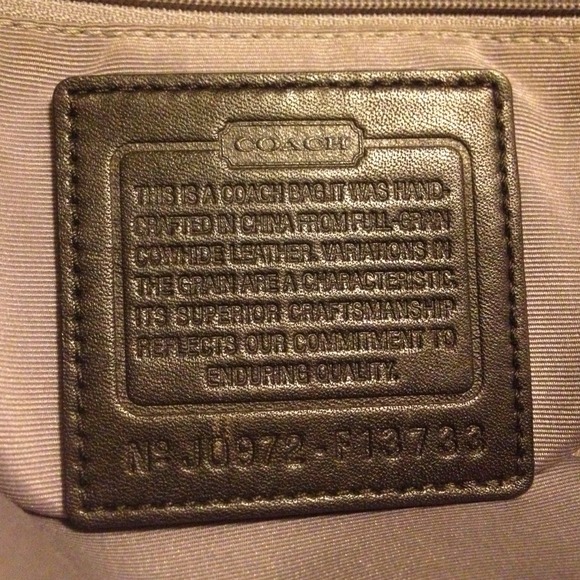 COACH
THIS IS A COACH BAG.IT WAS HAND-
CRAFTED IN CHINA FROM FULL-GRAIN
COWHIDE LEATHER. VARIATIONS IN
THE GRAIN ARE A CHARACTERISTIC.
ITS SUPERIOR CRAFTSMANSHIP
REFLECTS OUR COMMITMENT TO
ENDURING QUALITY.
No J0972-F13733